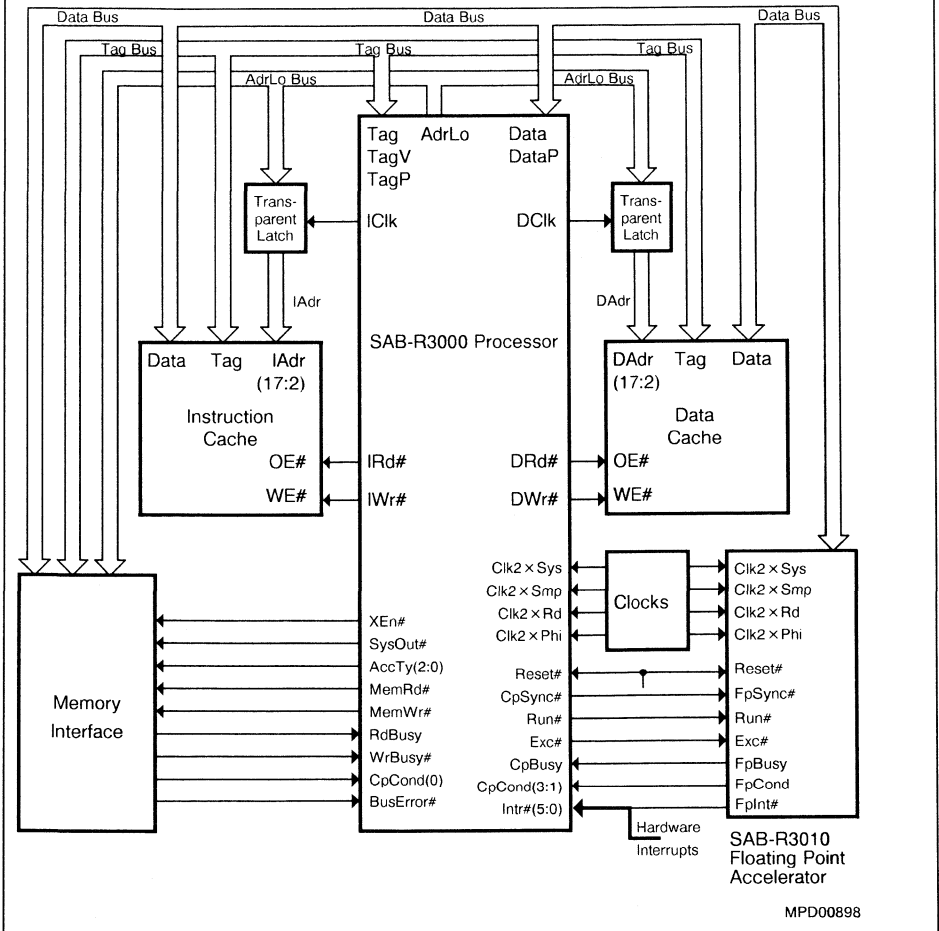 Data Bus
Data Bus
Data Bus
Tag Bus
Tag Bus
Tag Bus
AdrLo Bus
AdrLo Bus
Tag AdrLo Data
TagV DataP
TagP
Trans-
parent
Latch
IClk
DClk
Trans-
parent
Latch
IAdr
DAdr
SAB-R3000 Processor
Data Tag IAdr
(17:2)
Instruction
Cache
OE#
WE#
IRd#
IWr#
DRd#
DWr#
DAdr Tag Data
(17:2)
Data
Cache
OE#
WE#
Clk2×Sys
Clk2×Smp
Clk2×Rd
Clk2×Phi
Clocks
Clk2×Sys
Clk2×Smp
Clk2×Rd
Clk2×Phi
Memory
Interface
XEn#
SysOut#
AccTy(2:0)
MemRd#
MemWr#
RdBusy
WrBusy#
CpCond(0)
BusError#
Reset#
CpSync#
Run#
Exc#
CpBusy
CpCond(3:1)
Intr#(5:0)
Reset#
FpSync#
Run#
Exc#
FpBusy
FpCond
FpInt#
Hardware
Interrupts
SAB-R3010
Floating Point
Accelerator
MPD00898